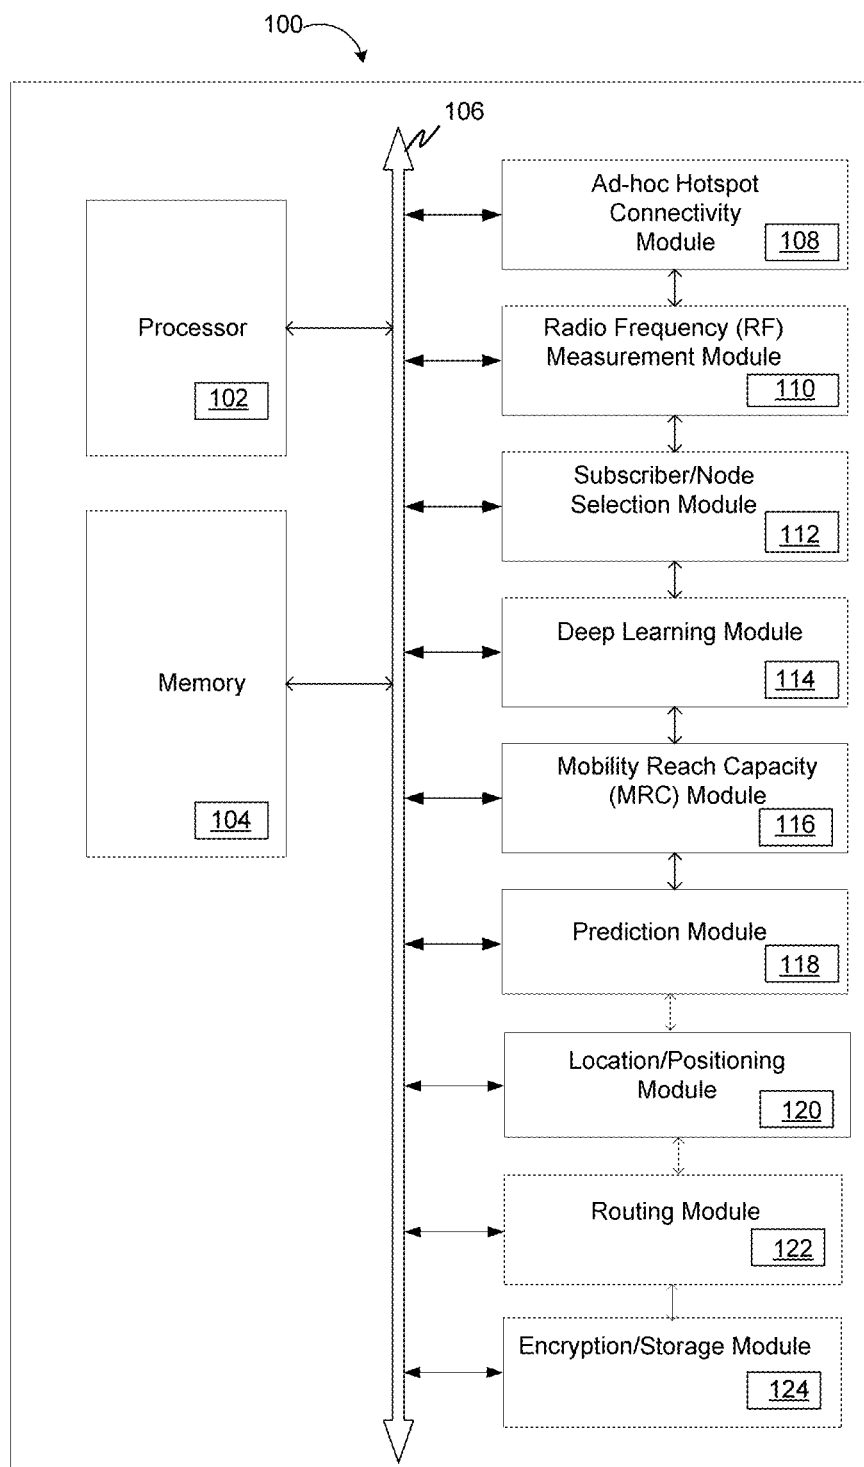 100
106
Processor
102
Memory
104
Ad-hoc Hotspot
Connectivity
Module
108
Radio Frequency (RF)
Measurement Module
110
Subscriber/Node
Selection Module
112
Deep Learning Module
114
Mobility Reach Capacity
(MRC) Module
116
Prediction Module
118
Location/Positioning
Module
120
Routing Module
122
Encryption/Storage Module
124